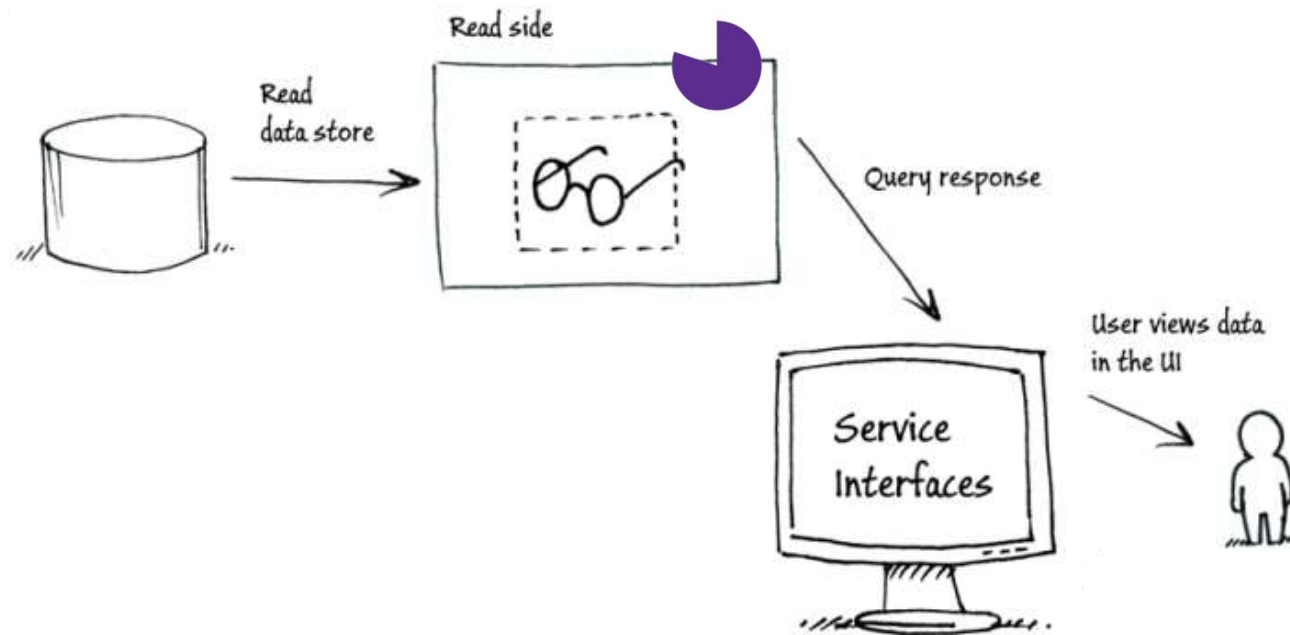 Read side
Read
data store
Query response
User views data
in the UI
Service
Interfaces